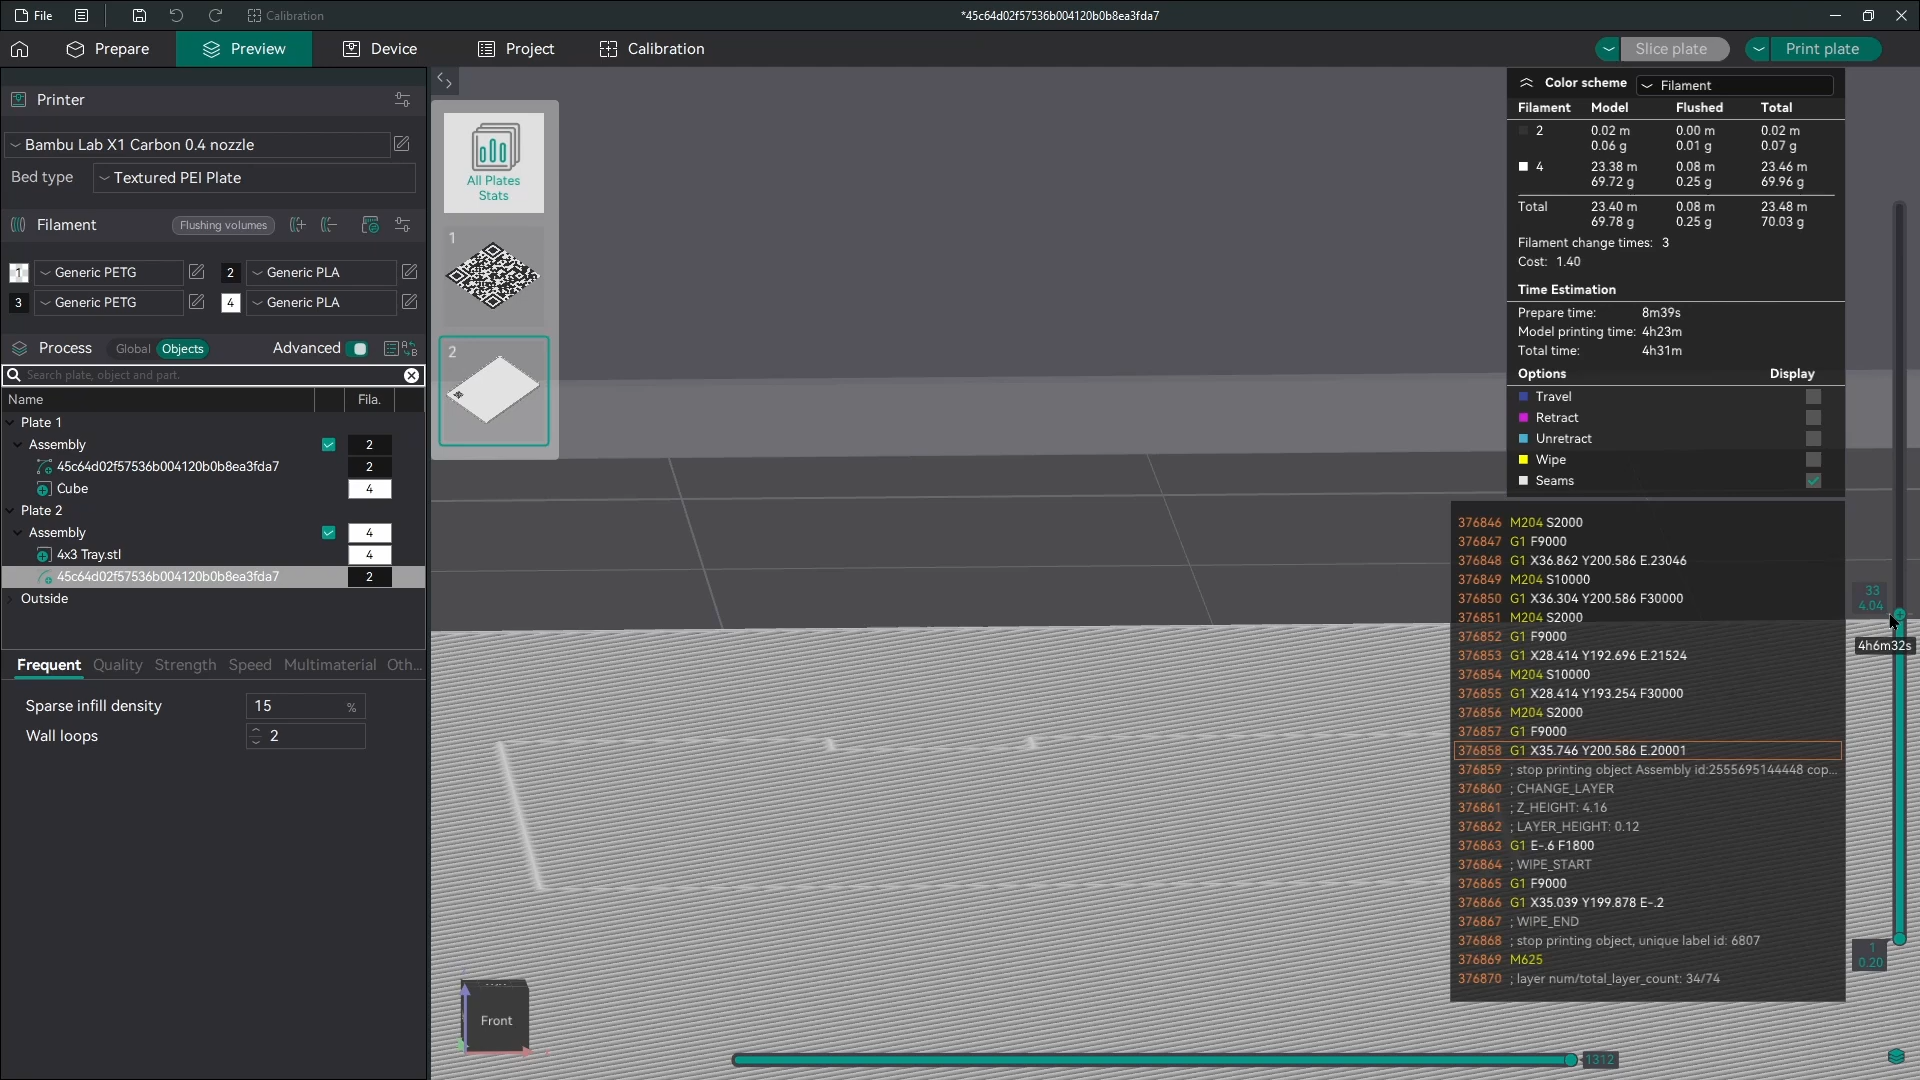 File
Calibration
*45c64d02f57536b004120b0b8ea3fda7
Prepare
Preview
Device
Project
Calibration
Slice plate
Print plate
Printer
Bambu Lab X1 Carbon 0.4 nozzle
Bed type
Textured PEI Plate
Filament
Flushing volumes
1 Generic PETG
2 Generic PLA
3 Generic PETG
4 Generic PLA
Process
Global
Objects
Advanced
Search plate, object and part.
Name
Fila.
Plate 1
Assembly 2
45c64d02f57536b004120b0b8ea3fda7 2
Cube 4
Plate 2
Assembly 4
4x3 Tray.stl 4
45c64d02f57536b004120b0b8ea3fda7 2
Outside
Frequent
Quality
Strength
Speed
Multimaterial
Oth...
Sparse infill density 15 %
Wall loops 2
All Plates
Stats
1
2
Front
Color scheme Filament
Filament Model Flushed Total
2 0.02 m 0.00 m 0.02 m
0.06 g 0.01 g 0.07 g
4 23.38 m 0.08 m 23.46 m
69.72 g 0.25 g 69.96 g
Total 23.40 m 0.08 m 23.48 m
69.78 g 0.25 g 70.03 g
Filament change times: 3
Cost: 1.40
Time Estimation
Prepare time: 8m39s
Model printing time: 4h23m
Total time: 4h31m
Options Display
Travel
Retract
Unretract
Wipe
Seams
376846 M204 S2000
376847 G1 F9000
376848 G1 X36.862 Y200.586 E.23046
376849 M204 S10000
376850 G1 X36.304 Y200.586 F30000
376851 M204 S2000
376852 G1 F9000
376853 G1 X28.414 Y192.696 E.21524
376854 M204 S10000
376855 G1 X28.414 Y193.254 F30000
376856 M204 S2000
376857 G1 F9000
376858 G1 X35.746 Y200.586 E.20001
376859 ; stop printing object Assembly id:2555695144448 cop...
376860 ; CHANGE_LAYER
376861 ; Z_HEIGHT: 4.16
376862 ; LAYER_HEIGHT: 0.12
376863 G1 E-.6 F1800
376864 ; WIPE_START
376865 G1 F9000
376866 G1 X35.039 Y199.878 E-.2
376867 ; WIPE_END
376868 ; stop printing object, unique label id: 6807
376869 M625
376870 ; layer num/total_layer_count: 34/74
33
4.04
4h6m32s
1
0.20
1312